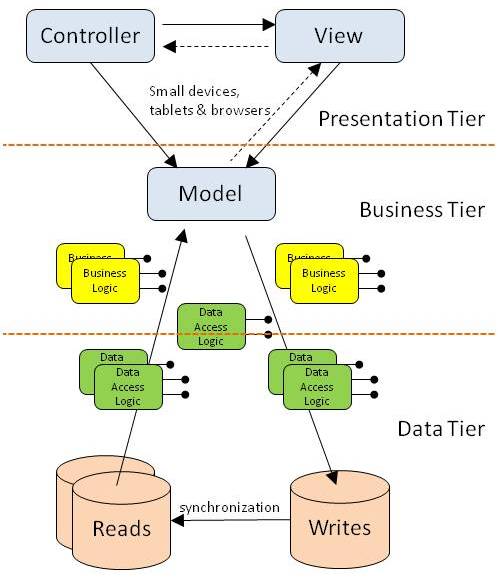 Controller
View
Small devices,
tablets & browsers
Presentation Tier
Model
Business Tier
Business
Business
Logic
Business
Business
Logic
Data
Access
Logic
Data
Data
Access
Logic
Data
Data
Access
Logic
Data Tier
synchronization
Reads
Writes